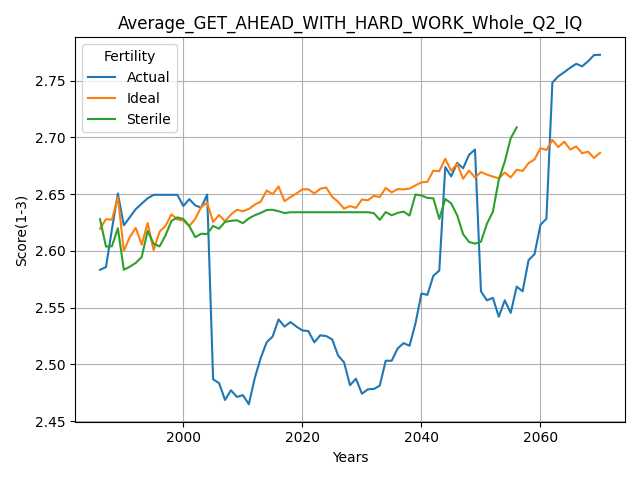 Average_GET_AHEAD_WITH_HARD_WORK_Whole_Q2_IQ
Fertility
Actual
Ideal
Sterile
Score(1-3)
2.75
2.70
2.65
2.60
2.55
2.50
2.45
2000
2020
2040
2060
Years